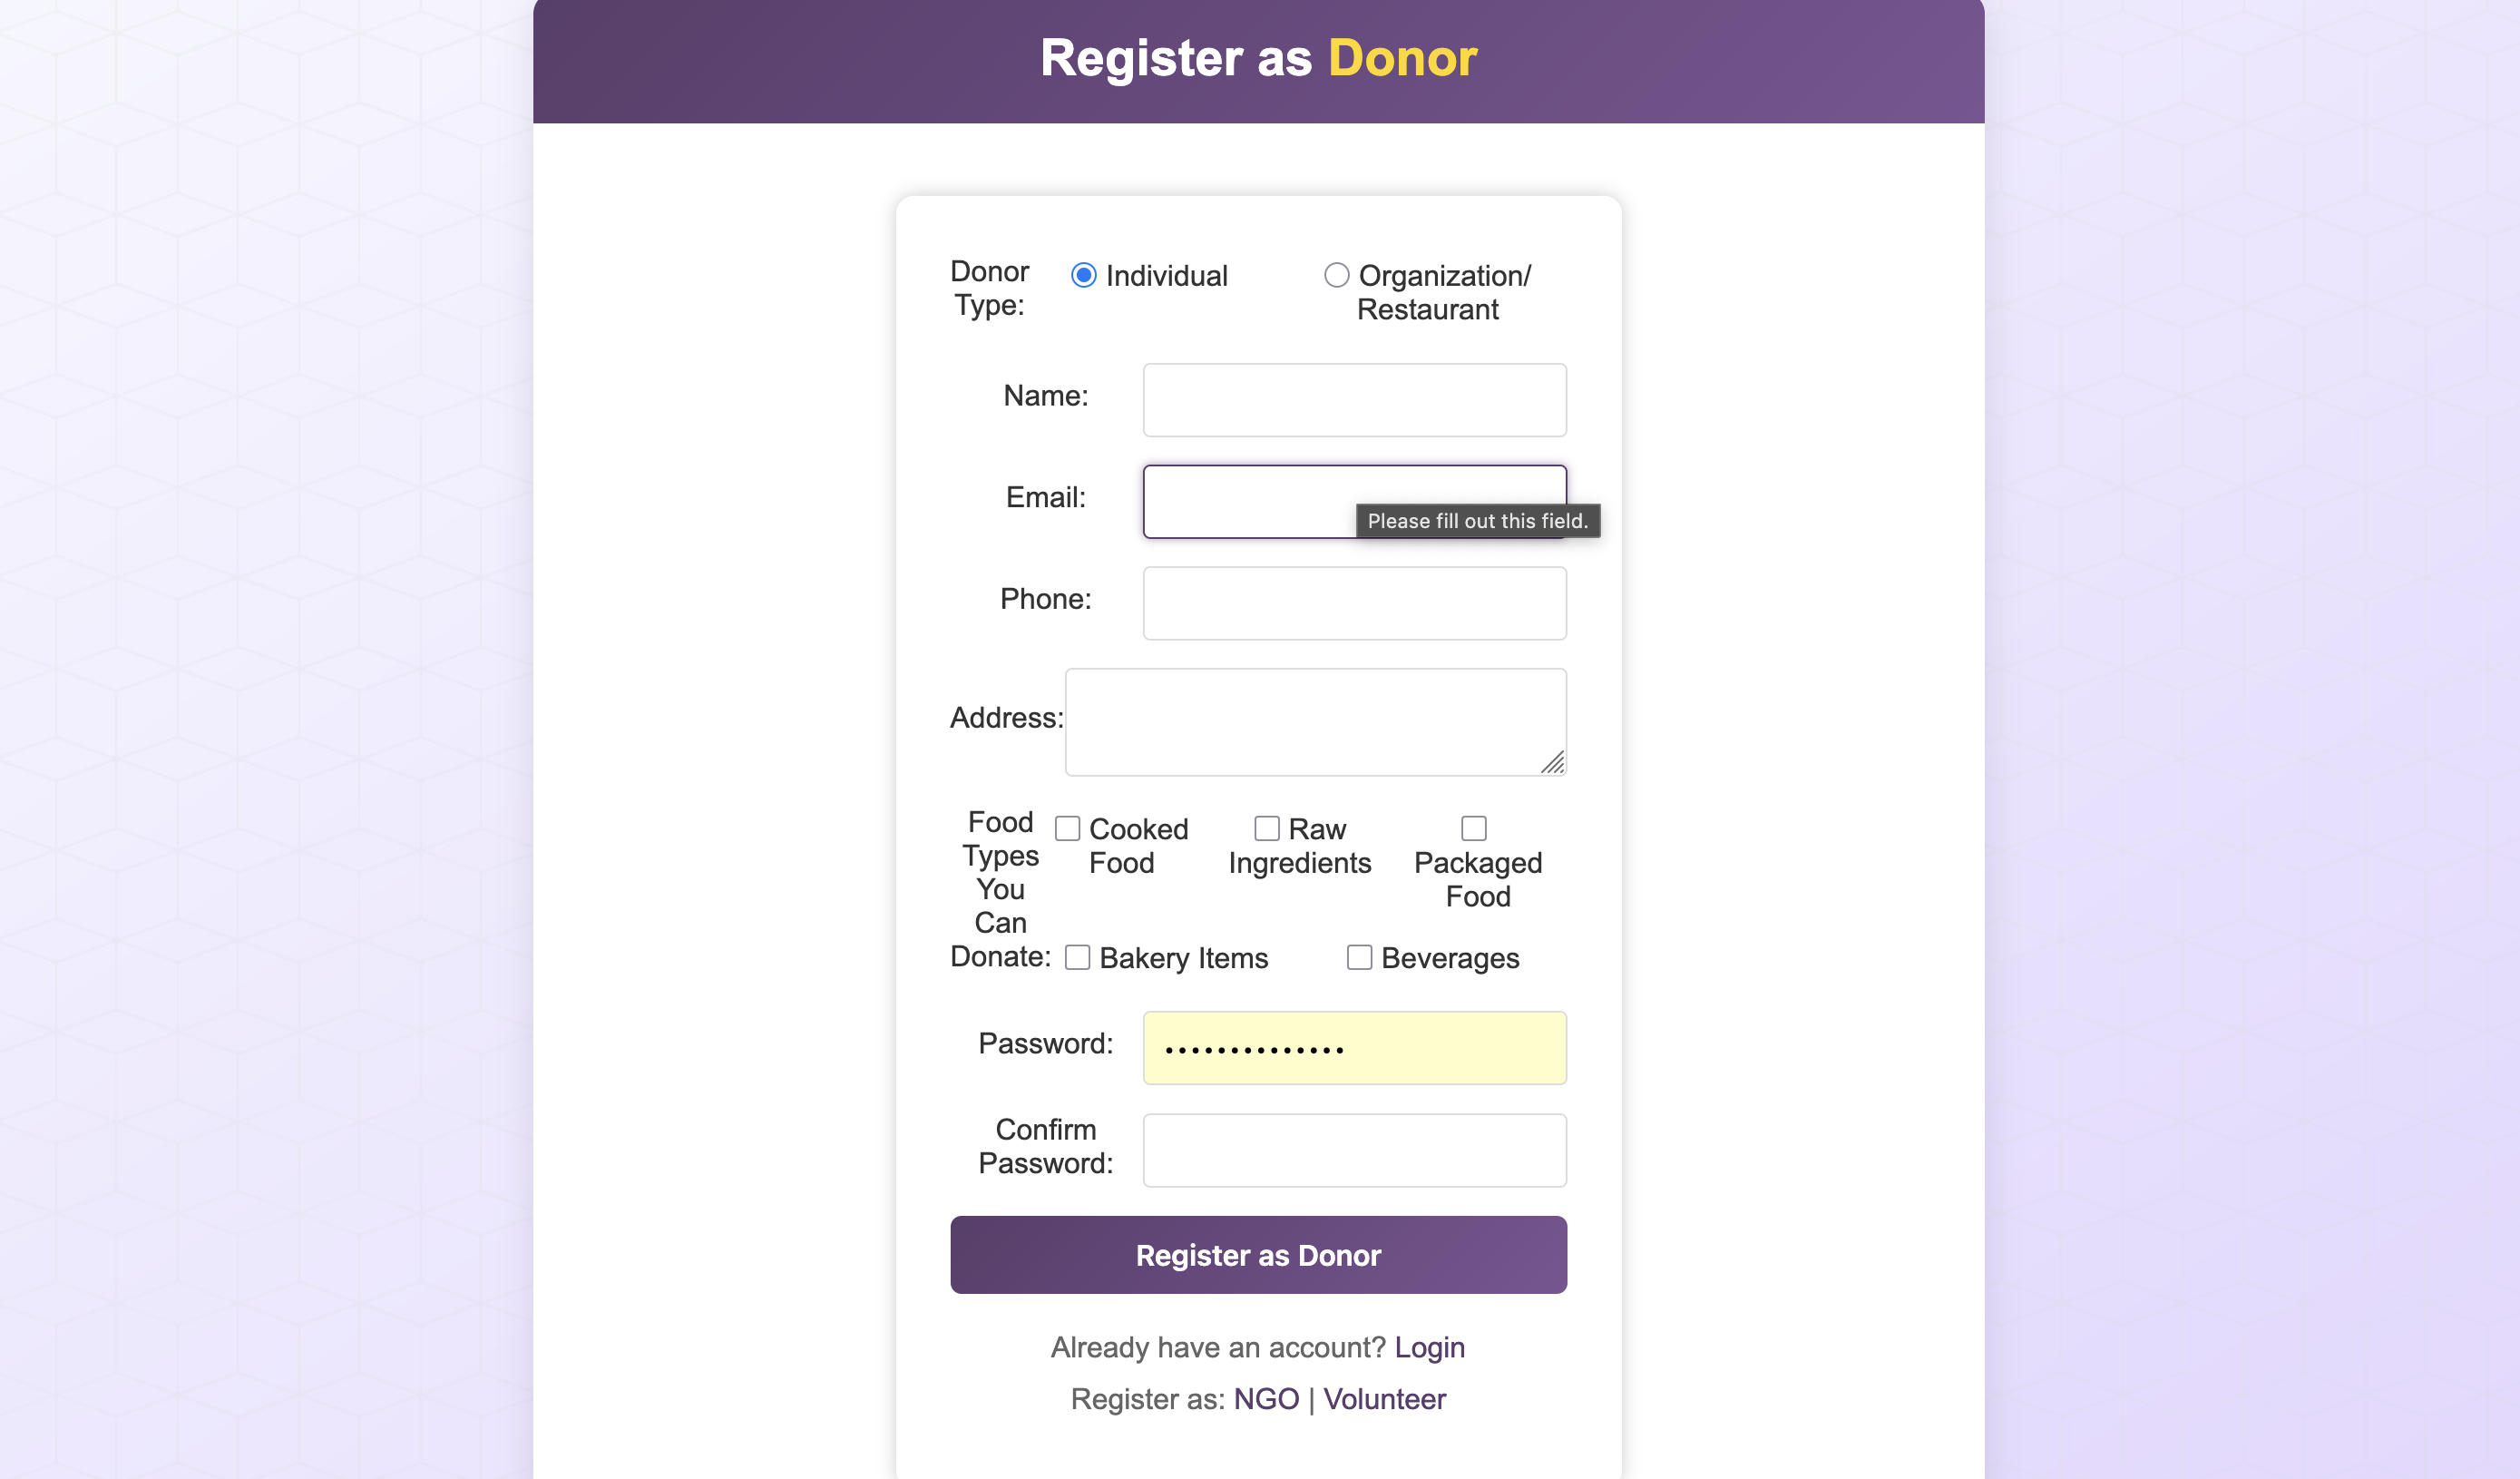 Register as Donor
Donor
Type:
Individual
Organization/
Restaurant
Name:
Email:
Please fill out this field.
Phone:
Address:
Food
Types
You
Can
Donate:
Cooked
Food
Raw
Ingredients
Packaged
Food
Bakery Items
Beverages
Password:
Confirm
Password:
Register as Donor
Already have an account? Login
Register as: NGO | Volunteer